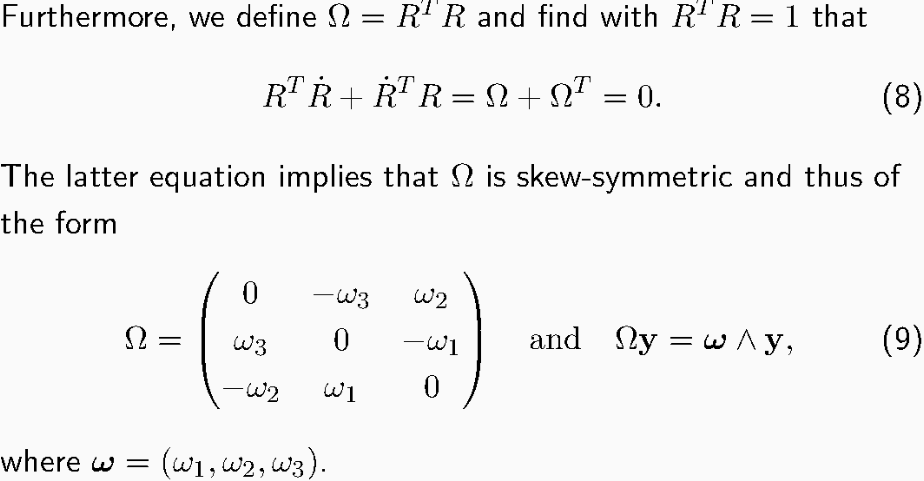 Furthermore, we define Ω = R^T R and find with R^T R = 1 that
R^T Ṙ + Ṙ^T R = Ω + Ω^T = 0. (8)
The latter equation implies that Ω is skew-symmetric and thus of
the form
Ω = ( 0 −ω₃ ω₂
ω₃ 0 −ω₁
−ω₂ ω₁ 0 ) and Ωy = ω ∧ y, (9)
where ω = (ω₁, ω₂, ω₃).